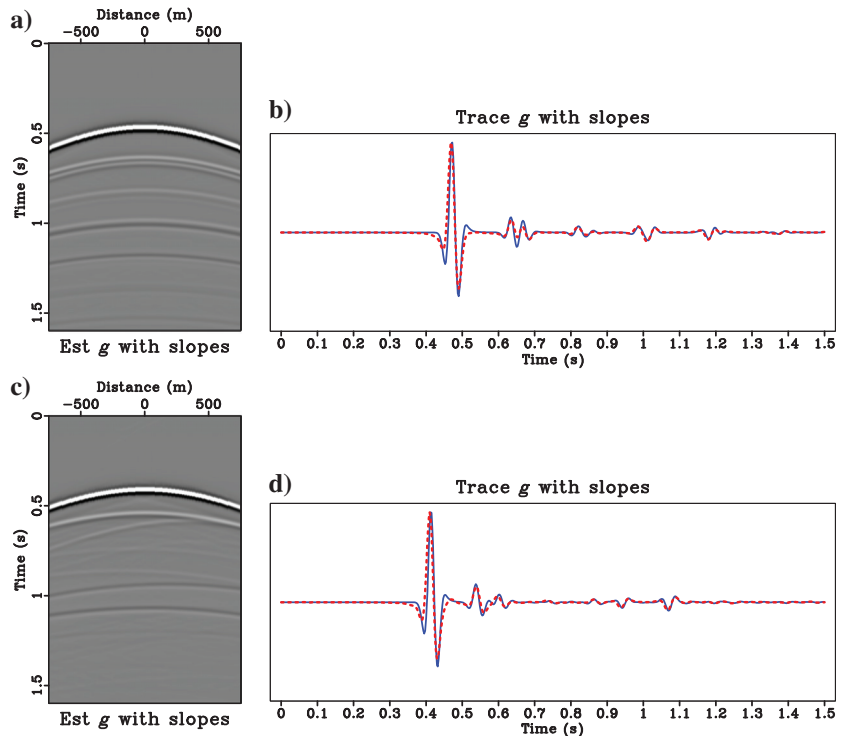 a)
Distance (m)
−500 0 500
0
0.5
1
1.5
Time (s)
Est g with slopes
b)
Trace g with slopes
0 0.1 0.2 0.3 0.4 0.5 0.6 0.7 0.8 0.9 1 1.1 1.2 1.3 1.4 1.5
Time (s)
c)
Distance (m)
−500 0 500
0
0.5
1
1.5
Time (s)
Est g with slopes
d)
Trace g with slopes
0 0.1 0.2 0.3 0.4 0.5 0.6 0.7 0.8 0.9 1 1.1 1.2 1.3 1.4 1.5
Time (s)